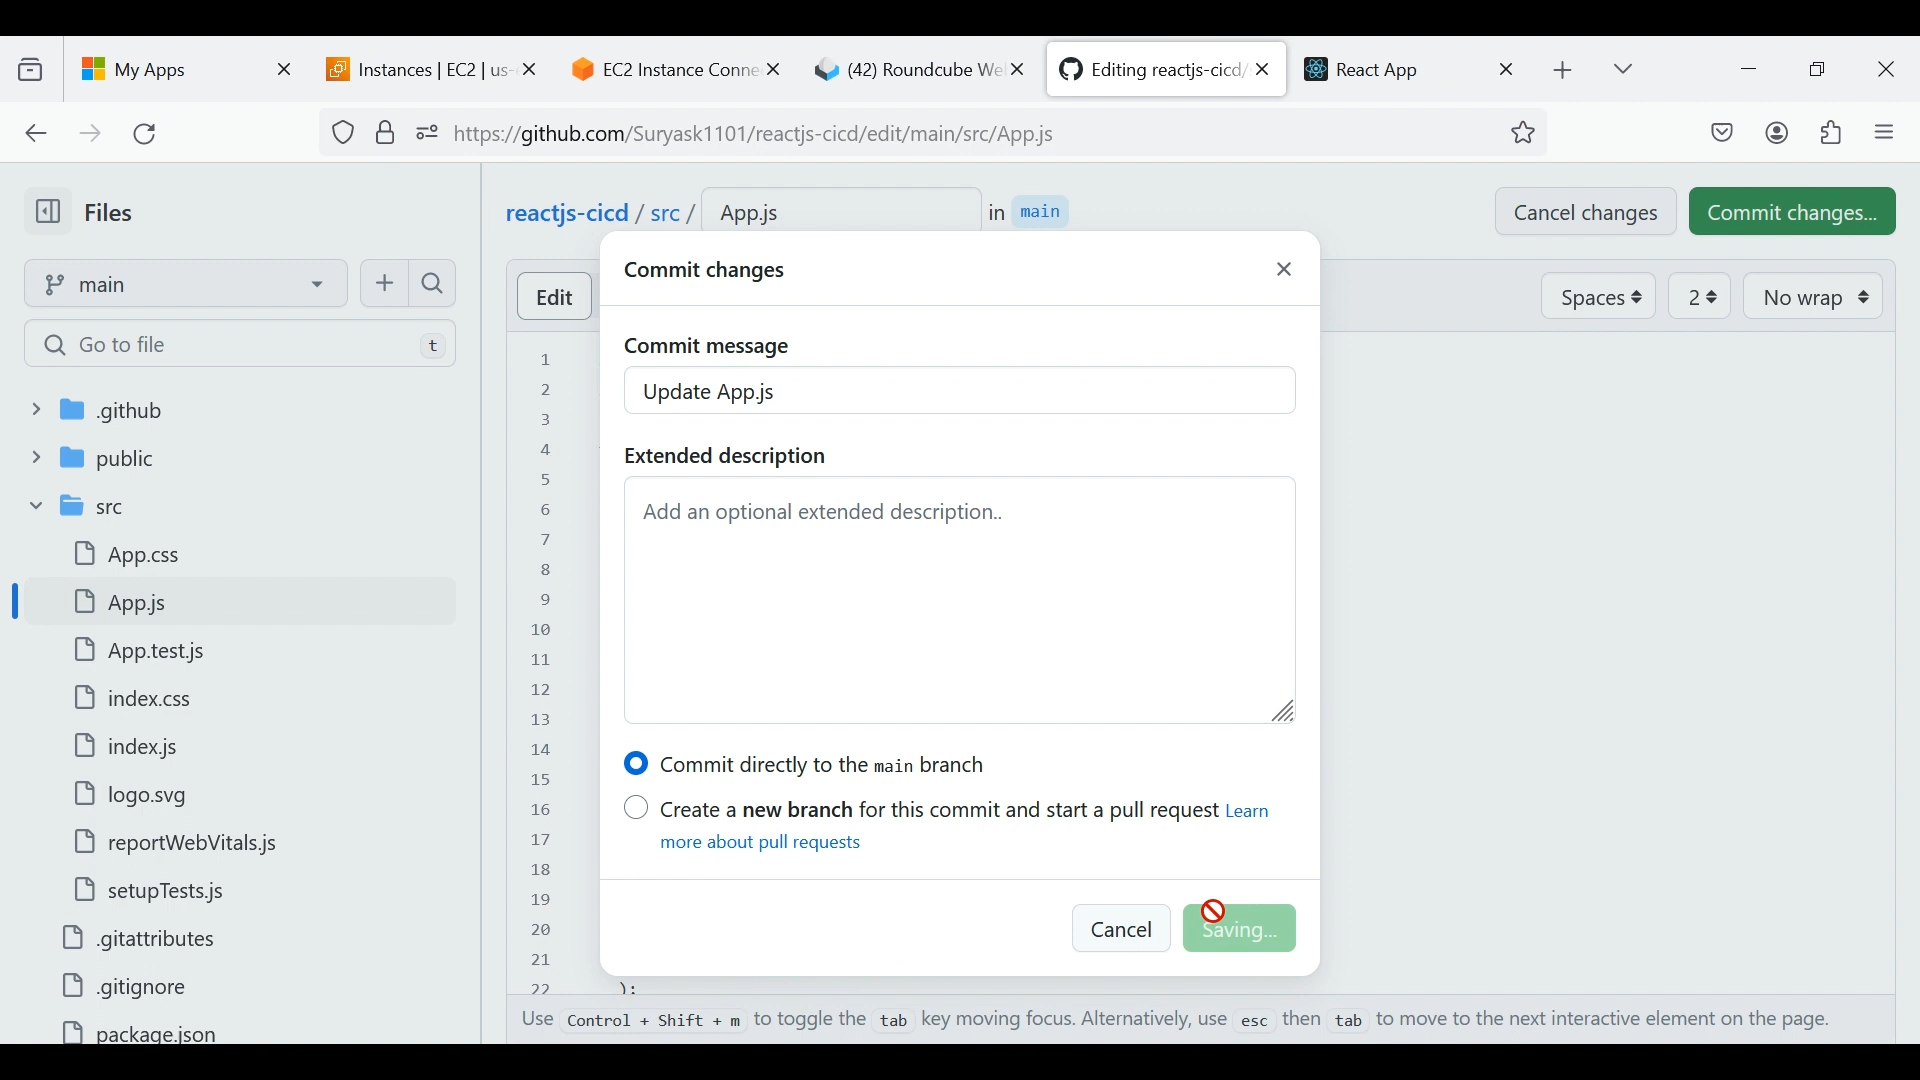 My Apps
Instances | EC2 | us-
EC2 Instance Conne
(42) Roundcube We
Editing reactjs-cicd/
React App
https://github.com/Suryask1101/reactjs-cicd/edit/main/src/App.js
Files
reactjs-cicd / src / App.js in main
Cancel changes
Commit changes...
main
Go to file
t
Edit
Spaces
2
No wrap
Commit changes
Commit message
Update App.js
Extended description
Add an optional extended description..
Commit directly to the main branch
Create a new branch for this commit and start a pull request Learn
more about pull requests
Cancel
Saving...
.github
public
src
App.css
App.js
App.test.js
index.css
index.js
logo.svg
reportWebVitals.js
setupTests.js
.gitattributes
.gitignore
package.json
1
2
3
4
5
6
7
8
9
10
11
12
13
14
15
16
17
18
19
20
21
22 );
Use Control + Shift + m to toggle the tab key moving focus. Alternatively, use esc then tab to move to the next interactive element on the page.